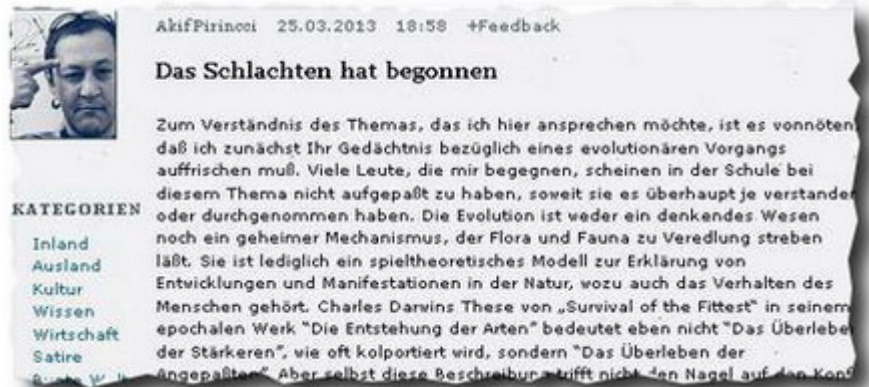 AkifPirincci 25.03.2013 18:58 +Feedback
Das Schlachten hat begonnen
Zum Verständnis des Themas, das ich hier ansprechen möchte, ist es vonnöten,
daß ich zunächst Ihr Gedächtnis bezüglich eines evolutionären Vorgangs
auffrischen muß. Viele Leute, die mir begegnen, scheinen in der Schule bei
diesem Thema nicht aufgepaßt zu haben, soweit sie es überhaupt je verstanden
oder durchgenommen haben. Die Evolution ist weder ein denkendes Wesen
noch ein geheimer Mechanismus, der Flora und Fauna zu Veredlung streben
läßt. Sie ist lediglich ein spieltheoretisches Modell zur Erklärung von
Entwicklungen und Manifestationen in der Natur, wozu auch das Verhalten des
Menschen gehört. Charles Darwins These von „Survival of the Fittest“ in seinem
epochalen Werk "Die Entstehung der Arten" bedeutet eben nicht "Das Überlebe
der Stärkeren", wie oft kolportiert wird, sondern "Das Überleben der
Angepaßten". Aber selbst diese Beschreibung trifft nicht den Nagel auf den Kopf
KATEGORIEN
Inland
Ausland
Kultur
Wissen
Wirtschaft
Satire